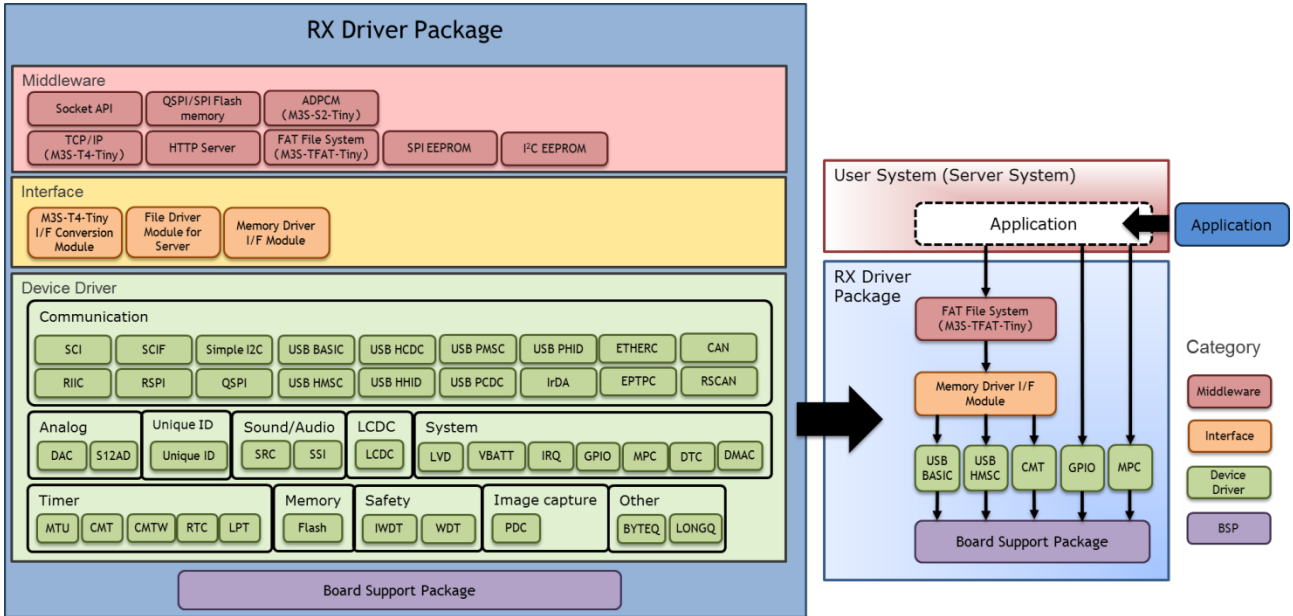 RX Driver Package
Middleware
Socket API
QSPI/SPI Flash
memory
ADPCM
(M3S-S2-Tiny)
TCP/IP
(M3S-T4-Tiny)
HTTP Server
FAT File System
(M3S-TFAT-Tiny)
SPI EEPROM
I²C EEPROM
Interface
M3S-T4-Tiny
I/F Conversion
Module
File Driver
Module for
Server
Memory Driver
I/F Module
Device Driver
Communication
SCI
SCIF
Simple I2C
USB BASIC
USB HCDC
USB PMSC
USB PHID
ETHERC
CAN
RIIC
RSPI
QSPI
USB HMSC
USB HHID
USB PCDC
IrDA
EPTPC
RSCAN
Analog
DAC
S12AD
Unique ID
Unique ID
Sound/Audio
SRC
SSI
LCDC
LCDC
System
LVD
VBATT
IRQ
GPIO
MPC
DTC
DMAC
Timer
MTU
CMT
CMTW
RTC
LPT
Memory
Flash
Safety
IWDT
WDT
Image capture
PDC
Other
BYTEQ
LONGQ
Board Support Package
User System (Server System)
Application
Application
RX Driver
Package
FAT File System
(M3S-TFAT-Tiny)
Memory Driver I/F
Module
USB
BASIC
USB
HMSC
CMT
GPIO
MPC
Board Support Package
Category
Middleware
Interface
Device
Driver
BSP